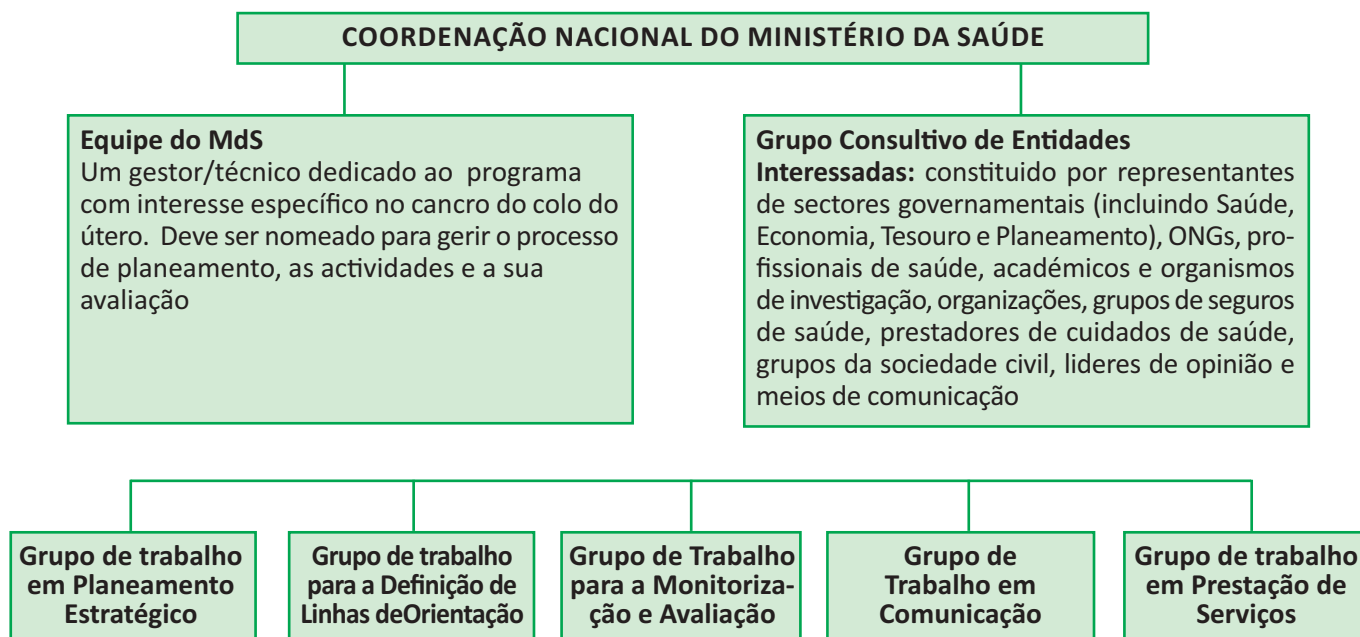 COORDENAÇÃO NACIONAL DO MINISTÉRIO DA SAÚDE
Equipe do MdS
Um gestor/técnico dedicado ao programa
com interesse específico no cancro do colo do
útero. Deve ser nomeado para gerir o processo
de planeamento, as actividades e a sua
avaliação
Grupo Consultivo de Entidades
Interessadas: constituido por representantes
de sectores governamentais (incluindo Saúde,
Economia, Tesouro e Planeamento), ONGs, pro-
fissionais de saúde, académicos e organismos
de investigação, organizações, grupos de seguros
de saúde, prestadores de cuidados de saúde,
grupos da sociedade civil, lideres de opinião e
meios de comunicação
Grupo de trabalho
em Planeamento
Estratégico
Grupo de trabalho
para a Definição de
Linhas deOrientação
Grupo de Trabalho
para a Monitoriza-
ção e Avaliação
Grupo de
Trabalho em
Comunicação
Grupo de trabalho
em Prestação de
Serviços